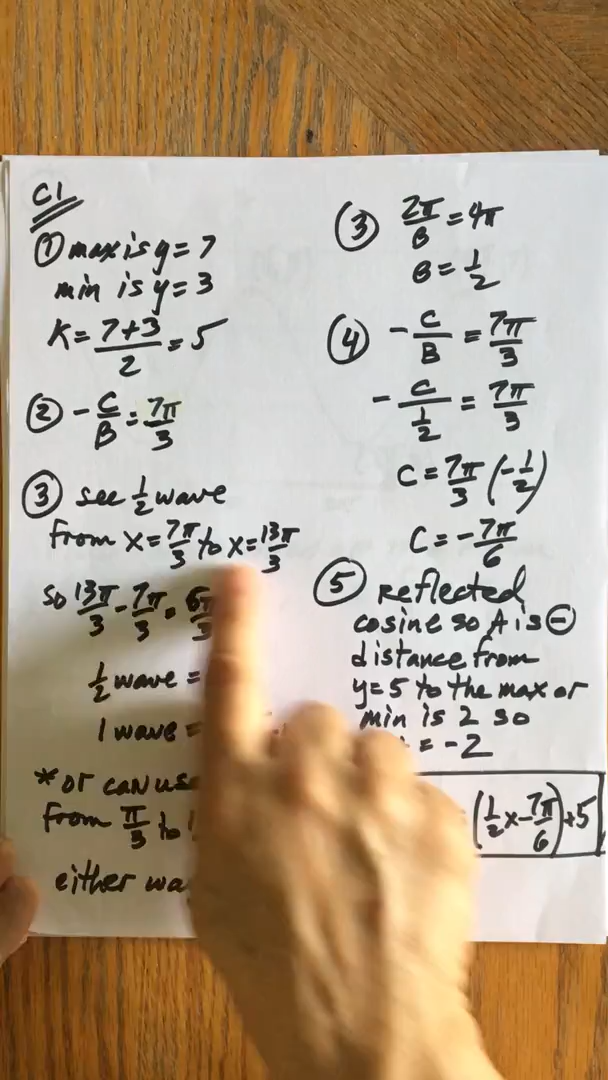 C1
① max is y = 7
min is y = 3
K = 7+3/2 = 5
② -C/B = 7π/3
③ see 1/2 wave
from x = 7π/3 to x = 13π/3
so 13π/3 - 7π/3 = 6π/3
1/2 wave =
1 wave =
* or can use
from π/3 to
either
③ 2π/B = 4π
B = 1/2
④ -C/B = 7π/3
-C/1/2 = 7π/3
C = 7π/3 (-1/2)
C = -7π/6
⑤ reflected
cosine so A is ⊖
distance from
y=5 to the max or
min is 2 so
= -2
(1/2 x - 7π/6) + 5